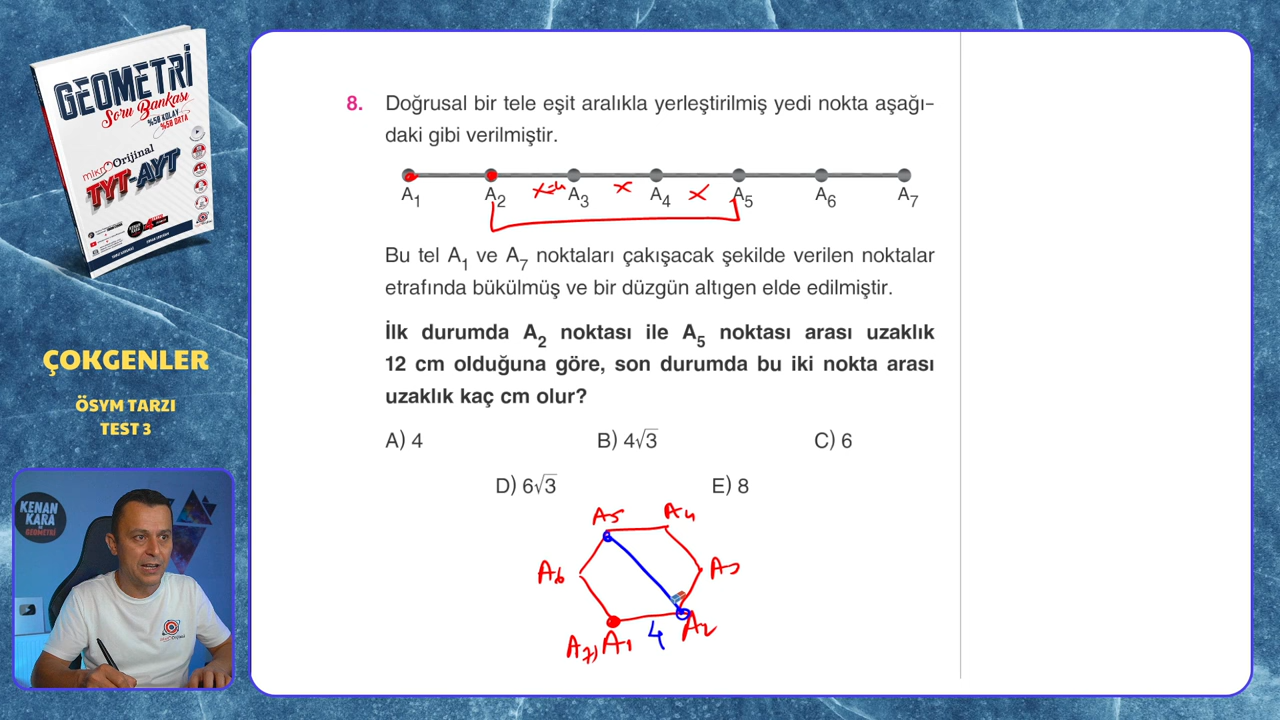 GEOMETRİ
Soru Bankası
%50 KOLAY
%50 ORTA
mikro Orijinal
TYT-AYT
ÇOKGENLER
ÖSYM TARZI
TEST 3
KENAN
KARA
GEOMETRİ
8. Doğrusal bir tele eşit aralıkla yerleştirilmiş yedi nokta aşağı-
daki gibi verilmiştir.
x=4 x x
A1 A2 A3 A4 A5 A6 A7
Bu tel A1 ve A7 noktaları çakışacak şekilde verilen noktalar
etrafında bükülmüş ve bir düzgün altıgen elde edilmiştir.
İlk durumda A2 noktası ile A5 noktası arası uzaklık
12 cm olduğuna göre, son durumda bu iki nokta arası
uzaklık kaç cm olur?
A) 4 B) 4√3 C) 6
D) 6√3 E) 8
A5 A4
A6 A3
A7, A1 4 A2